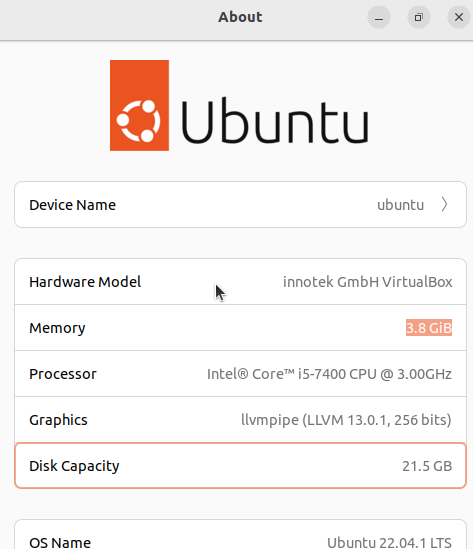 About
Ubuntu
Device Name ubuntu
Hardware Model innotek GmbH VirtualBox
Memory 3.8 GiB
Processor Intel® Core™ i5-7400 CPU @ 3.00GHz
Graphics llvmpipe (LLVM 13.0.1, 256 bits)
Disk Capacity 21.5 GB
OS Name Ubuntu 22.04.1 LTS